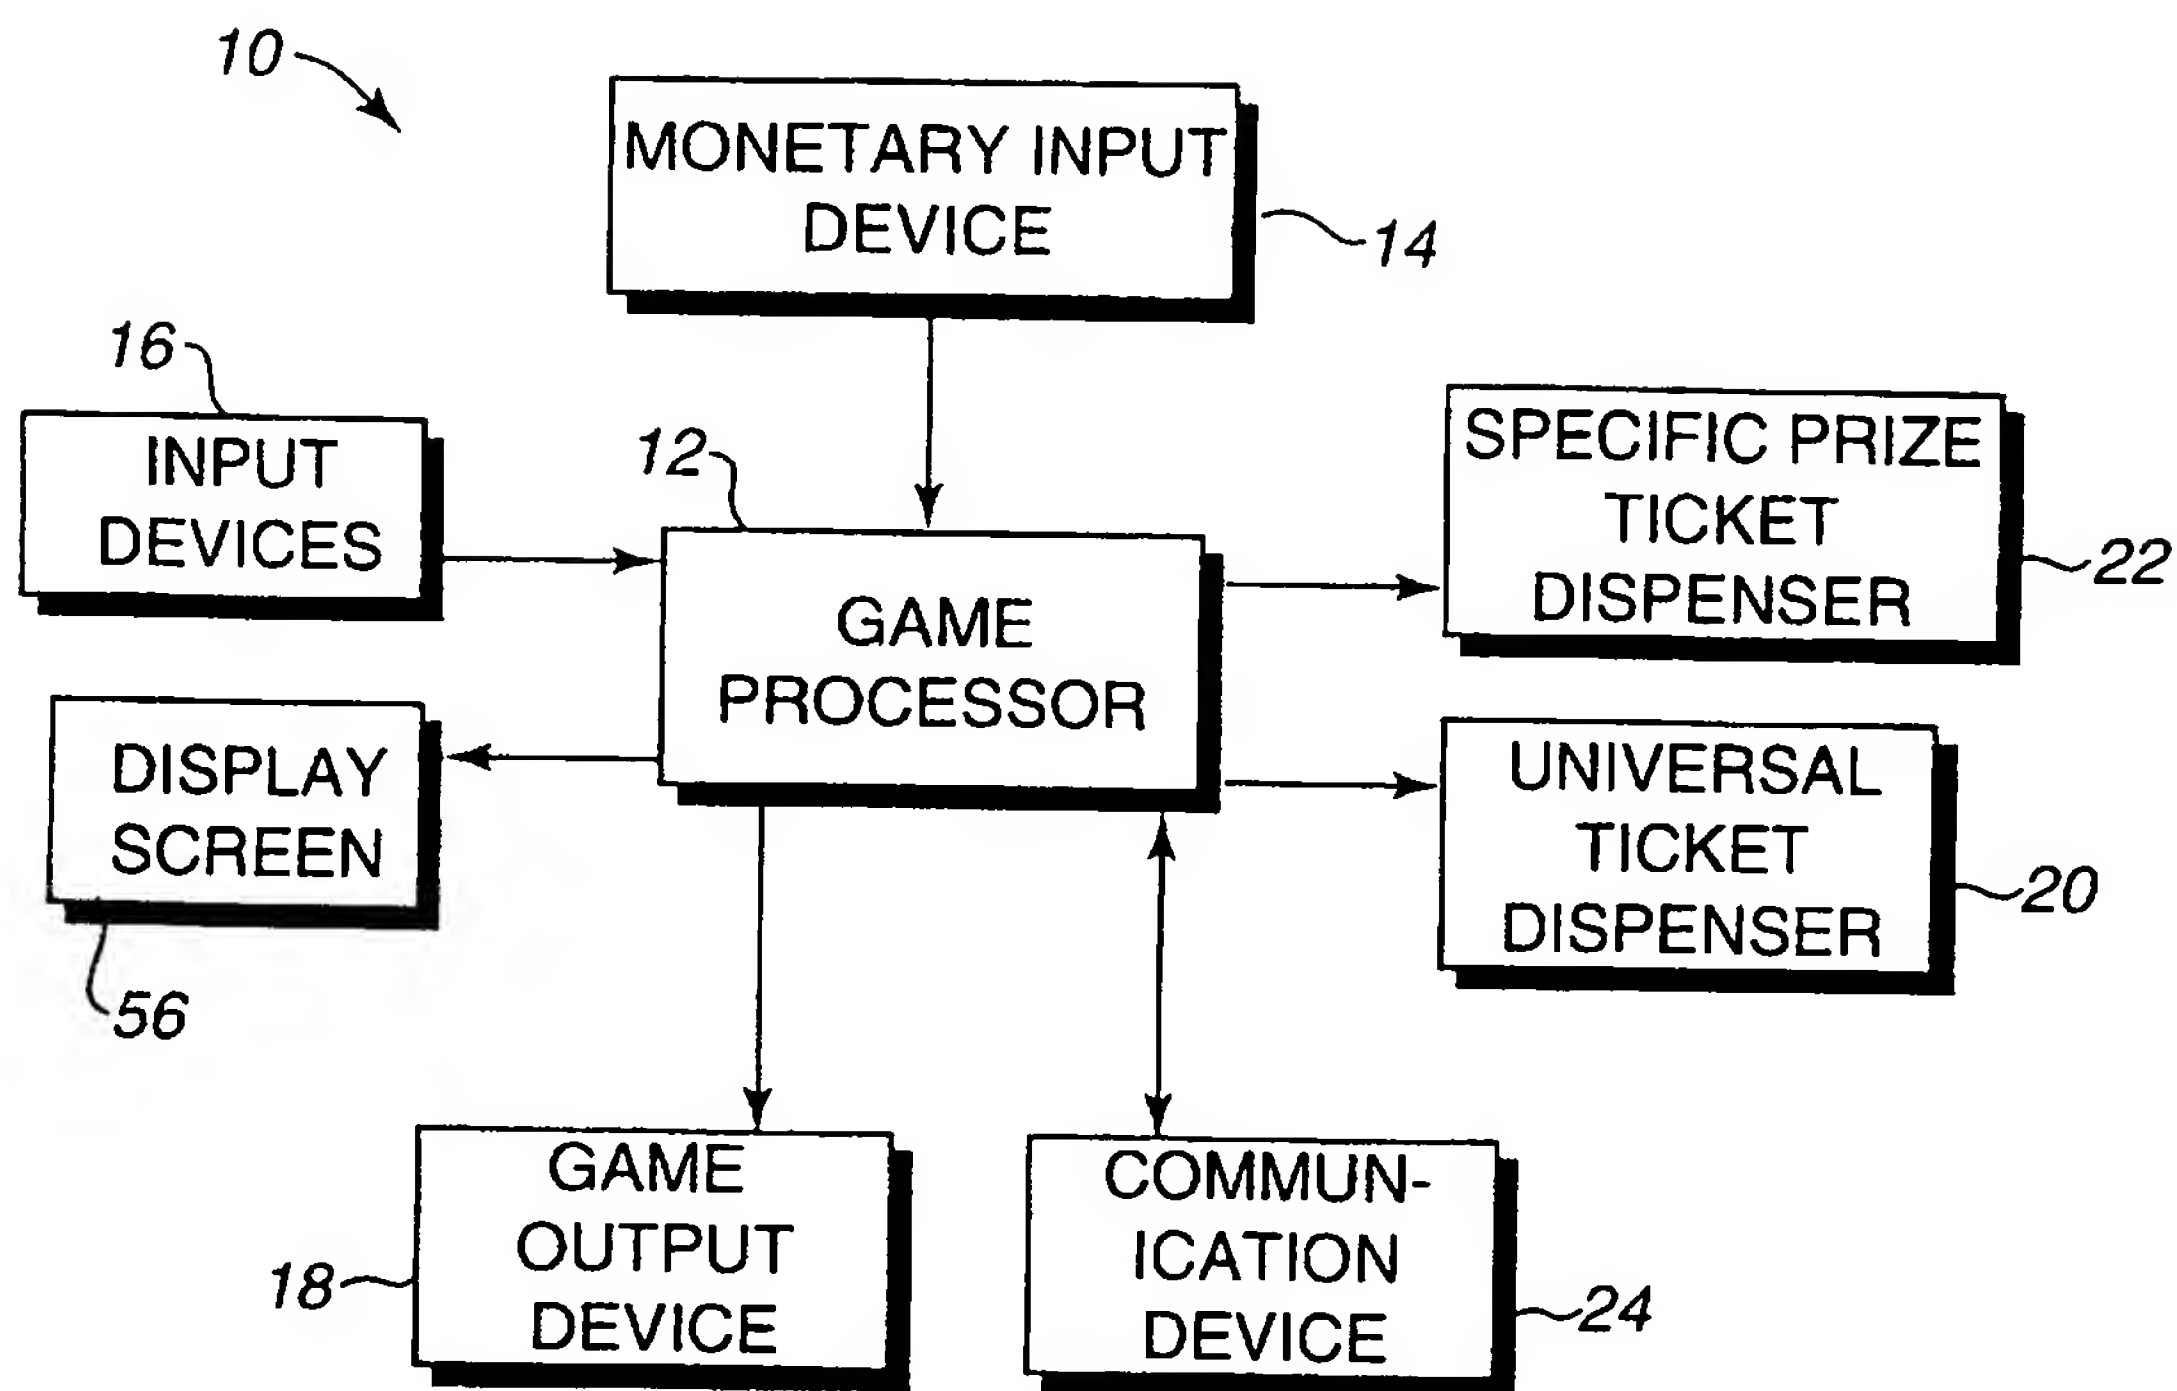 10
MONETARY INPUT
DEVICE
14
16
INPUT
DEVICES
12
GAME
PROCESSOR
SPECIFIC PRIZE
TICKET
DISPENSER
22
DISPLAY
SCREEN
56
UNIVERSAL
TICKET
DISPENSER
20
GAME
OUTPUT
DEVICE
18
COMMUN-
ICATION
DEVICE
24